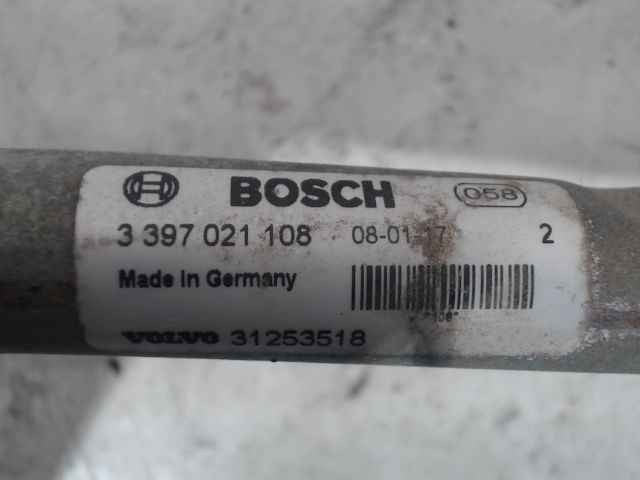 BOSCH 058
3 397 021 108 08-01-17 2
Made in Germany
VOLVO 31253518